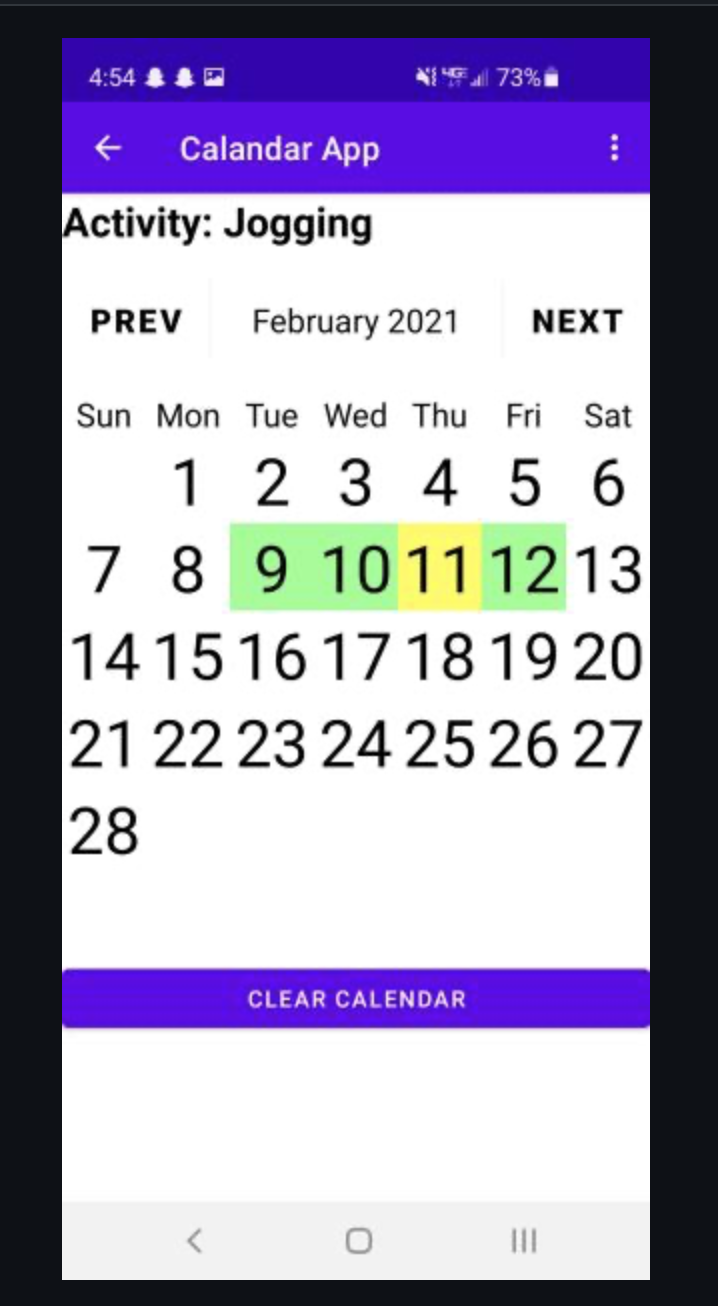 4:54 73%
Calandar App
Activity: Jogging
PREV February 2021 NEXT
Sun Mon Tue Wed Thu Fri Sat
1 2 3 4 5 6
7 8 9 10 11 12 13
14 15 16 17 18 19 20
21 22 23 24 25 26 27
28
CLEAR CALENDAR